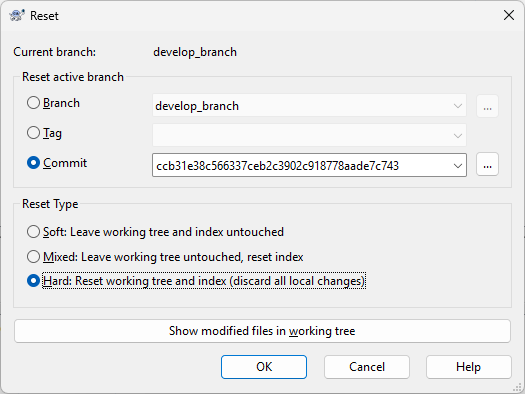 Reset
Current branch: develop_branch
Reset active branch
Branch develop_branch ...
Tag
Commit ccb31e38c566337ceb2c3902c918778aade7c743 ...
Reset Type
Soft: Leave working tree and index untouched
Mixed: Leave working tree untouched, reset index
Hard: Reset working tree and index (discard all local changes)
Show modified files in working tree
OK Cancel Help